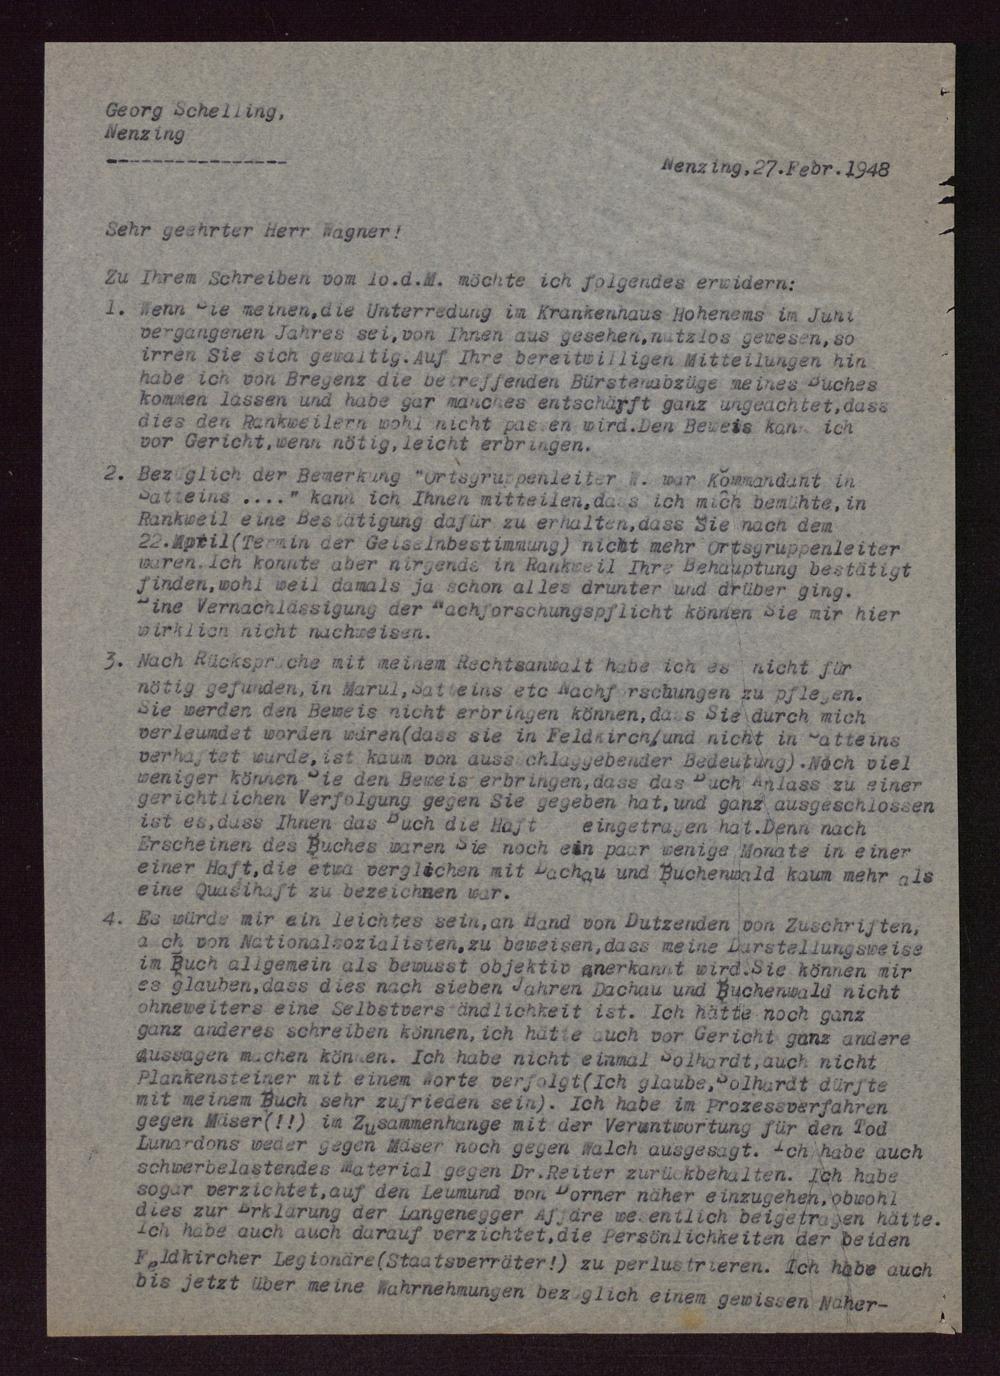 Georg Schelling,
Nenzing
-----------------
Nenzing,27.Febr.1948
Sehr geehrter Herr Wagner!
Zu Ihrem Schreiben vom 1o.d.M. möchte ich folgendes erwidern:
1. Wenn Sie meinen,die Unterredung im Krankenhaus Hohenems im Juni
vergangenen Jahres sei,von Ihnen aus gesehen,nutzlos gewesen,so
irren Sie sich gewaltig.Auf Ihre bereitwilligen Mitteilungen hin
habe ich von Bregenz die betreffenden Bürstenabzüge meines Buches
kommen lassen und habe gar manches entschärft ganz ungeachtet,dass
dies den Rankweilern wohl nicht passen wird.Den Beweis kann ich
vor Gericht,wenn nötig,leicht erbringen.
2. Bezüglich der Bemerkung "Ortsgruppenleiter W. war Kommandant in
Satteins ...." kann ich Ihnen mitteilen,dass ich mich bemühte,in
Rankweil eine Bestätigung dafür zu erhalten,dass Sie nach dem
22.April(Termin der Geiselnbestimmung) nicht mehr Ortsgruppenleiter
waren.Ich konnte aber nirgends in Rankweil Ihre Behauptung bestätigt
finden,wohl weil damals ja schon alles drunter und drüber ging.
Eine Vernachlässigung der Nachforschungspflicht können Sie mir hier
wirklich nicht nachweisen.
3. Nach Rücksprache mit meinem Rechtsanwalt habe ich es nicht für
nötig gefunden,in Marul,Satteins etc Nachforschungen zu pflegen.
Sie werden den Beweis nicht erbringen können,dass Sie durch mich
verleumdet worden wären(dass sie in Feldkirch/und nicht in Satteins
verhaftet wurde,ist kaum von ausschlaggebender Bedeutung).Noch viel
weniger können Sie den Beweis erbringen,dass das Buch Anlass zu einer
gerichtlichen Verfolgung gegen Sie gegeben hat,und ganz ausgeschlossen
ist es,dass Ihnen das Buch die Haft eingetragen hat.Denn nach
Erscheinen des Buches waren Sie noch ein paar wenige Monate in einer
einer Haft,die etwa verglichen mit Dachau und Buchenwald kaum mehr als
eine Quasihaft zu bezeichnen war.
4. Es würde mir ein leichtes sein,an Hand von Dutzenden von Zuschriften,
auch von Nationalsozialisten,zu beweisen,dass meine Darstellungsweise
im Buch allgemein als bewusst objektiv anerkannt wird.Sie können mir
es glauben,dass dies nach sieben Jahren Dachau und Buchenwald nicht
ohneweiters eine Selbstverständlichkeit ist. Ich hätte noch ganz
ganz anderes schreiben können,ich hätte auch vor Gericht ganz andere
Aussagen machen können. Ich habe nicht einmal Solhardt,auch nicht
Plankensteiner mit einem Worte verfolgt(Ich glaube,Solhardt dürfte
mit meinem Buch sehr zufrieden sein). Ich habe im Prozessverfahren
gegen Mäser(!!) im Zusammenhange mit der Verantwortung für den Tod
Lunardons weder gegen Mäser noch gegen Walch ausgesagt. Ich habe auch
schwerbelastendes Material gegen Dr.Reiter zurückbehalten. Ich habe
sogar verzichtet,auf den Leumund von Dorner näher einzugehen,obwohl
dies zur Erklärung der Langenegger Affäre wesentlich beigetragen hätte.
Ich habe auch auch darauf verzichtet,die Persönlichkeiten der beiden
Feldkircher Legionäre(Staatsverräter!) zu perlustrieren. Ich habe auch
bis jetzt über meine Wahrnehmungen bezüglich einem gewissen Näher-